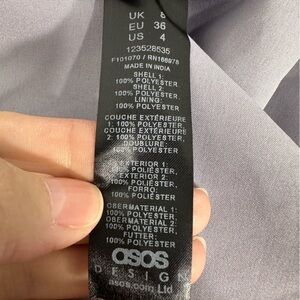 UK 8
EU 36
US 4
123528535
F101070 / RN166978
MADE IN INDIA
SHELL 1:
100% POLYESTER
SHELL 2:
100% POLYESTER
LINING:
100% POLYESTER
COUCHE EXTÉRIEURE
1: 100% POLYESTER
COUCHE EXTÉRIEURE
2: 100% POLYESTER
DOUBLURE:
100% POLYESTER
EXTERIOR 1:
100% POLIÉSTER
EXTERIOR 2:
100% POLIÉSTER
FORRO:
100% POLIÉSTER
OBERMATERIAL 1:
100% POLYESTER
OBERMATERIAL 2:
100% POLYESTER
FUTTER:
100% POLYESTER
asos
DESIGN
asos.com Ltd